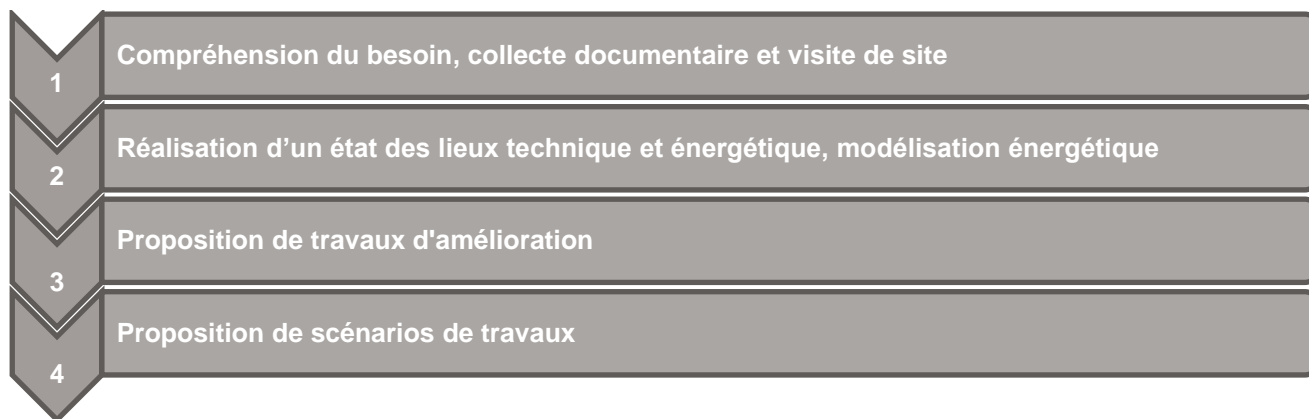 1
Compréhension du besoin, collecte documentaire et visite de site
2
Réalisation d’un état des lieux technique et énergétique, modélisation énergétique
3
Proposition de travaux d'amélioration
4
Proposition de scénarios de travaux